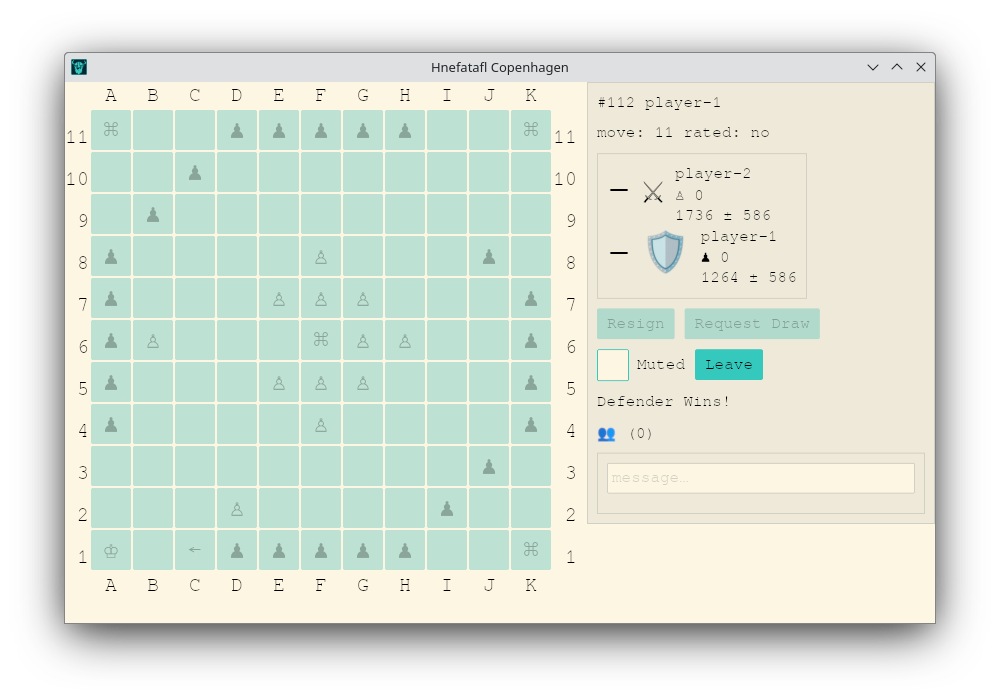 Hnefatafl Copenhagen
A B C D E F G H I J K
11 ⌘ ♟ ♟ ♟ ♟ ♟ ⌘ 11
10 ♟ 10
9 ♟ 9
8 ♟ ♙ ♟ 8
7 ♟ ♙ ♙ ♙ ♟ 7
6 ♟ ♙ ⌘ ♙ ♙ ♟ 6
5 ♟ ♙ ♙ ♙ ♟ 5
4 ♟ ♙ ♟ 4
3 ♟ 3
2 ♙ ♟ 2
1 ♔ ← ♟ ♟ ♟ ♟ ♟ ⌘ 1
A B C D E F G H I J K
#112 player-1
move: 11 rated: no
player-2
— ⚔ ♙ 0
1736 ± 586
player-1
— 🛡 ♟ 0
1264 ± 586
Resign Request Draw
Muted Leave
Defender Wins!
👥 (0)
message…